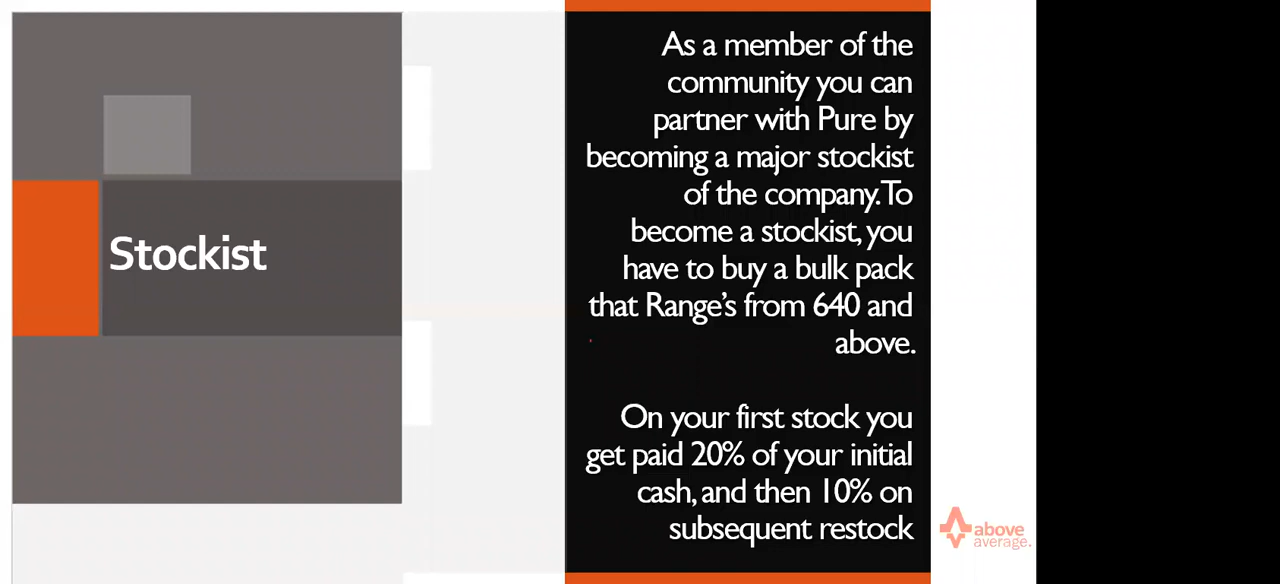 Stockist
As a member of the
community you can
partner with Pure by
becoming a major stockist
of the company.To
become a stockist, you
have to buy a bulk pack
that Range's from 640 and
above.
On your first stock you
get paid 20% of your initial
cash, and then 10% on
subsequent restock
above
average.